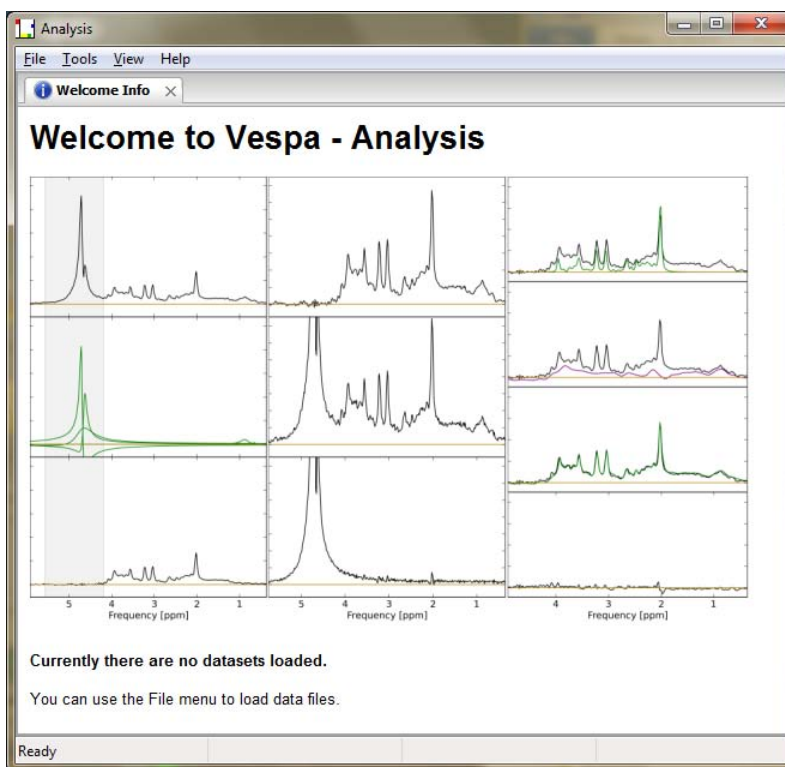 Analysis
File Tools View Help
Welcome Info
Welcome to Vespa - Analysis
5 4 3 2 1
Frequency [ppm]
5 4 3 2 1
Frequency [ppm]
4 3 2 1
Frequency [ppm]
Currently there are no datasets loaded.
You can use the File menu to load data files.
Ready